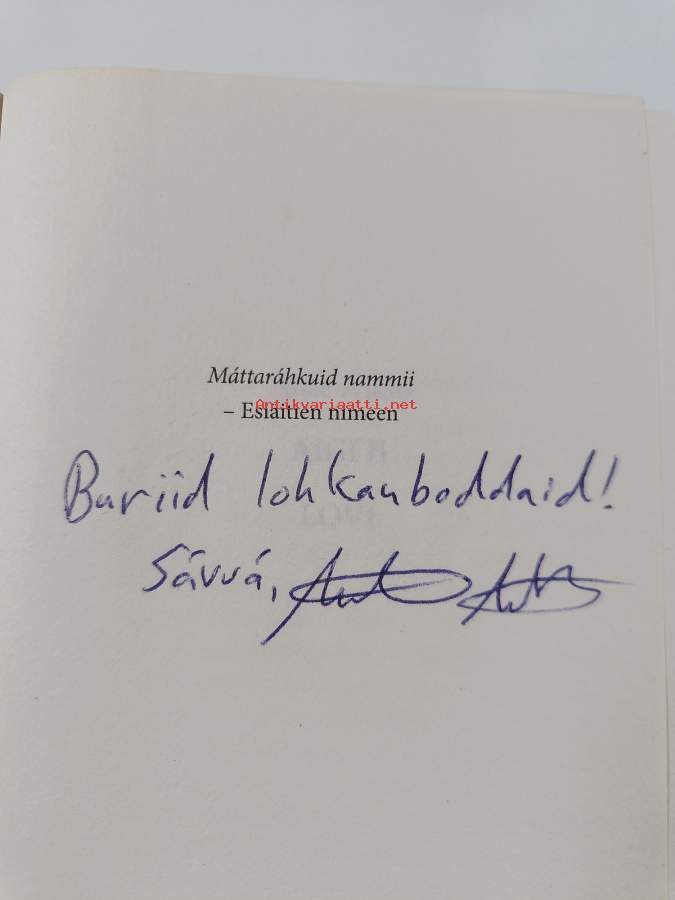 Máttaráhkuid nammii
Antikvariaatti.net
– Esiäitien nimeen
Buriid lohkanboddaid!
Sávvá,